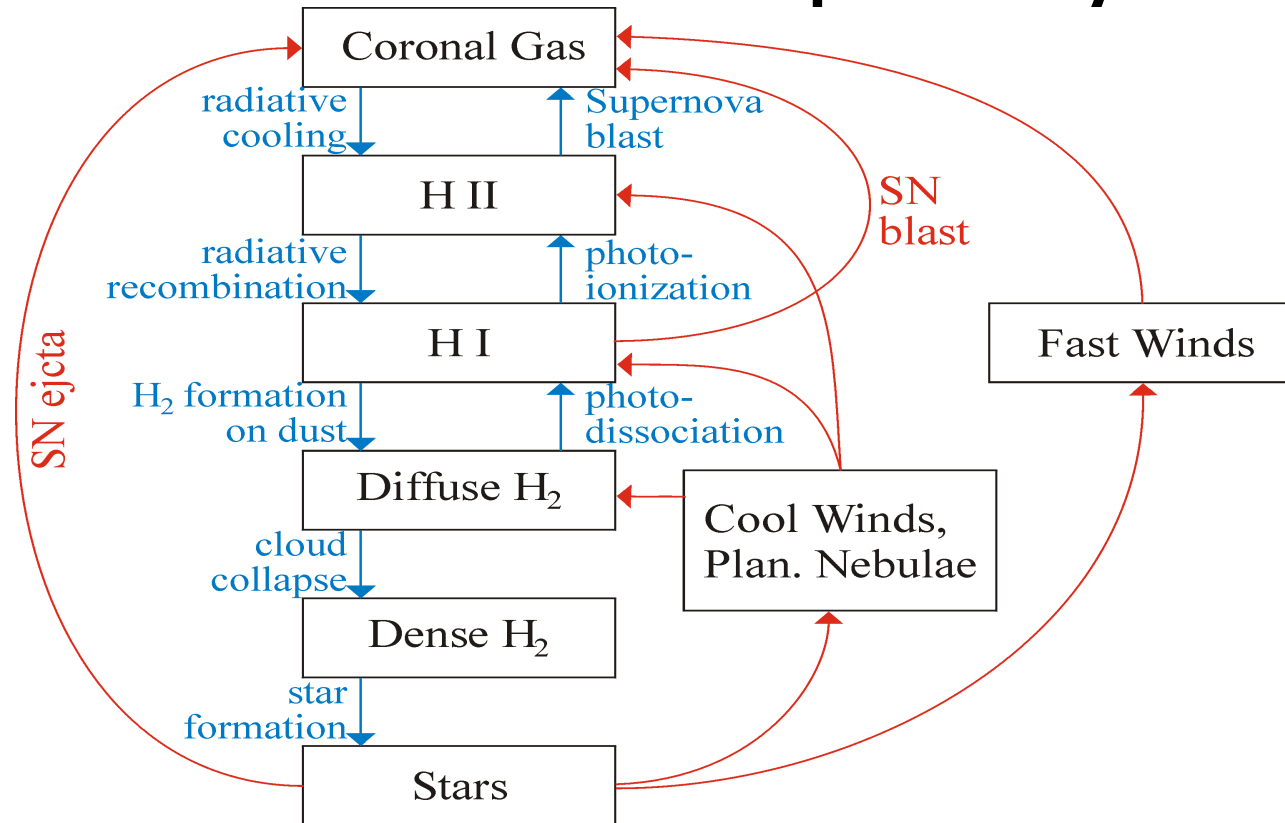 Coronal Gas
radiative
cooling
Supernova
blast
H II
SN
blast
radiative
recombination
photo-
ionization
H I
Fast Winds
SN ejcta
H₂ formation
on dust
photo-
dissociation
Diffuse H₂
Cool Winds,
Plan. Nebulae
cloud
collapse
Dense H₂
star
formation
Stars